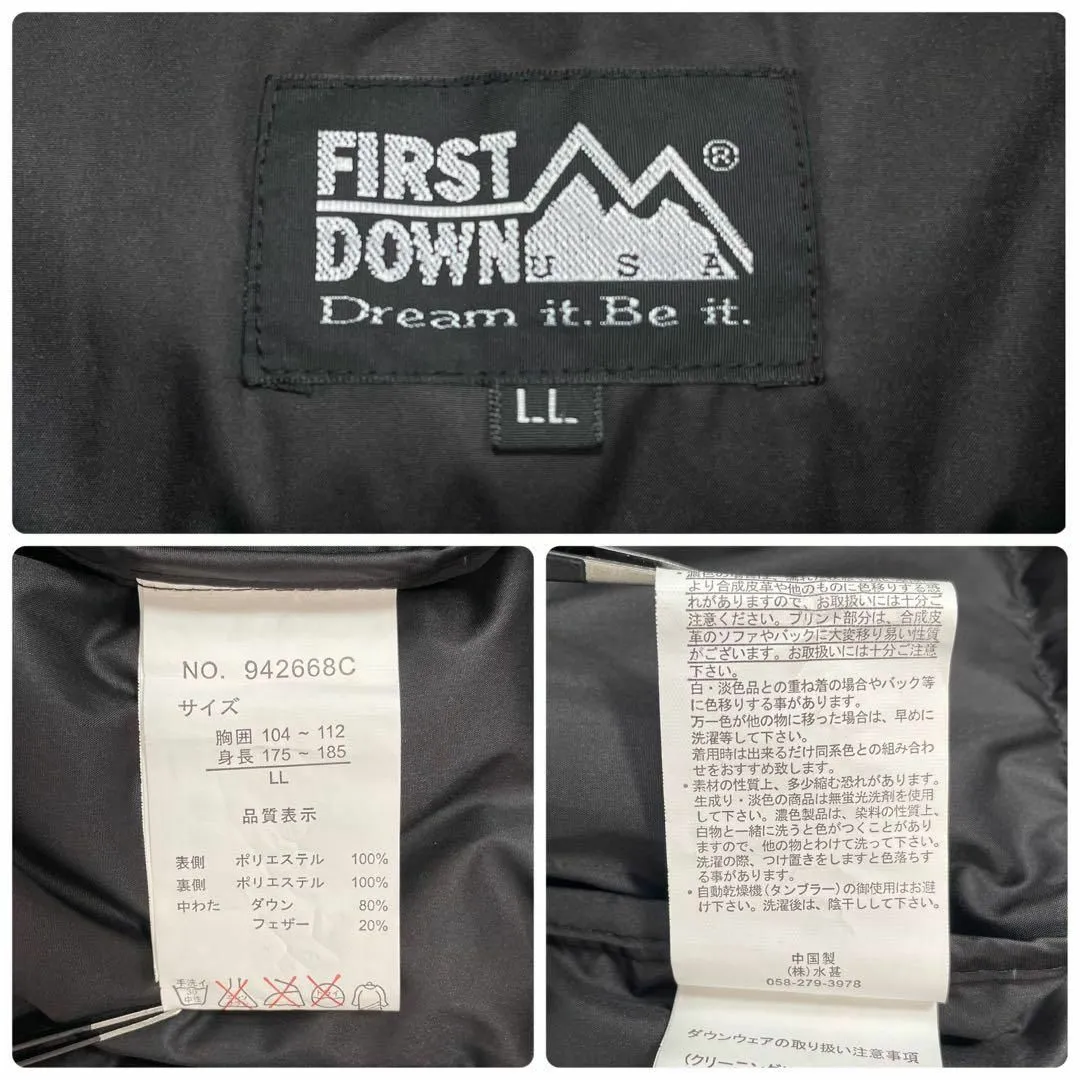 FIRST
DOWN
USA
®
Dream it.Be it.
LL
NO. 942668C
サイズ
胸囲 104 ~ 112
身長 175 ~ 185
LL
品質表示
表側 ポリエステル 100%
裏側 ポリエステル 100%
中わた ダウン 80%
フェザー 20%
手洗イ
30
中性
ドライ
より合成皮革や他のものに色移りする恐
れがありますので、お取扱いには十分ご
注意ください。プリント部分は、合成皮
革のソファやバックに大変移り易い性質
がございます。お取扱いには十分ご注意
下さい。
白・淡色品との重ね着の場合やバック等
に色移りする事があります。
万一色が他の物に移った場合は、早めに
洗濯等して下さい。
着用時は出来るだけ同系色との組み合わ
せをおすすめ致します。
• 素材の性質上、多少縮む恐れがあります。
生成り・淡色の商品は無蛍光洗剤を使用
して下さい。濃色製品は、染料の性質上、
白物と一緒に洗うと色がつくことがあり
ますので、他の物とわけて洗って下さい。
洗濯の際、つけ置きをしますと色落ちす
る事があります。
• 自動乾燥機(タンブラー)の御使用はお避
け下さい。洗濯後は、陰干しして下さい。
中国製
(株)水甚
058-279-3978
ダウンウェアの取り扱い注意事項